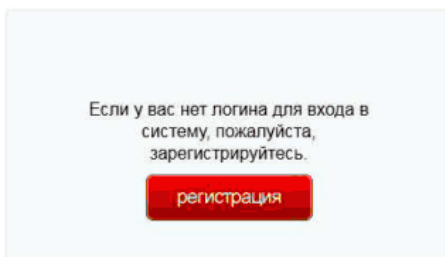 Если у вас нет логина для входа в
систему, пожалуйста,
зарегистрируйтесь.
регистрация